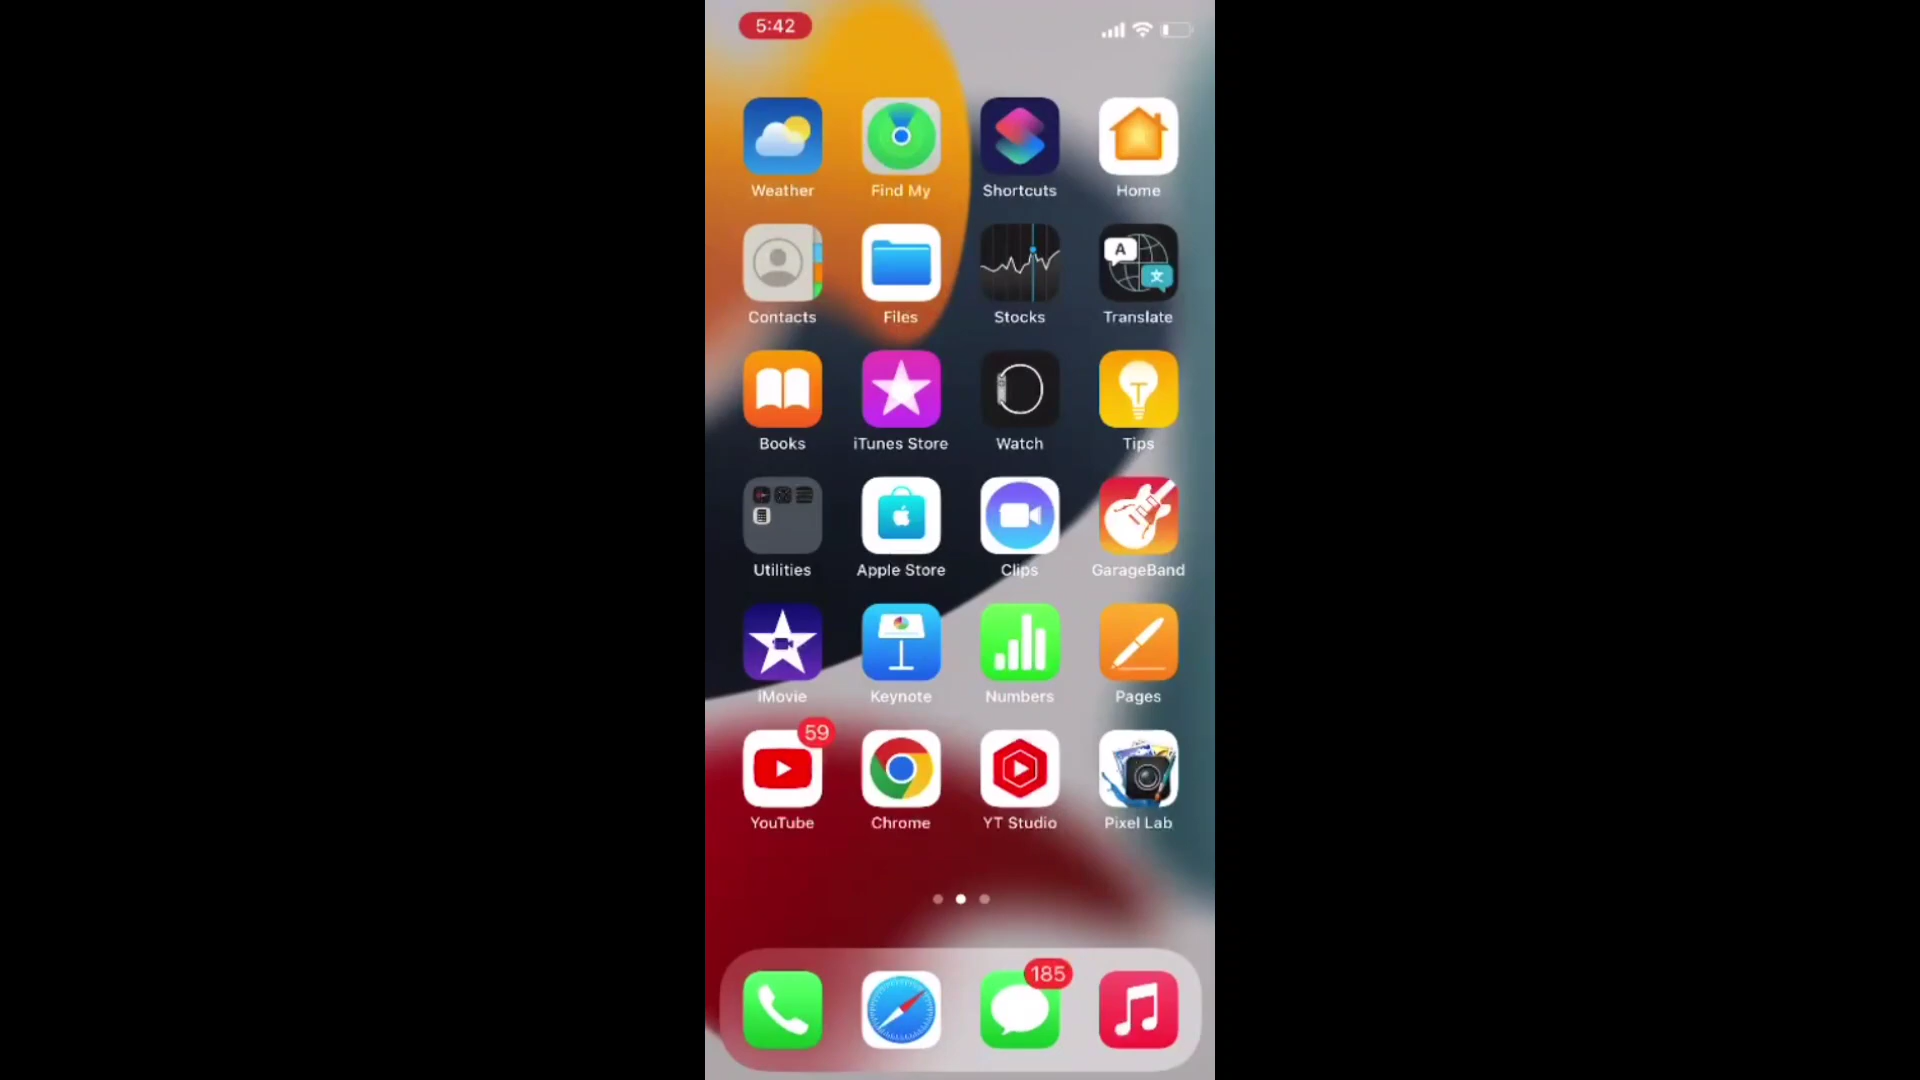 5:42
Weather Find My Shortcuts Home
A 文
Contacts Files Stocks Translate
Books iTunes Store Watch Tips
Utilities Apple Store Clips GarageBand
iMovie Keynote Numbers Pages
59
YouTube Chrome YT Studio Pixel Lab
185